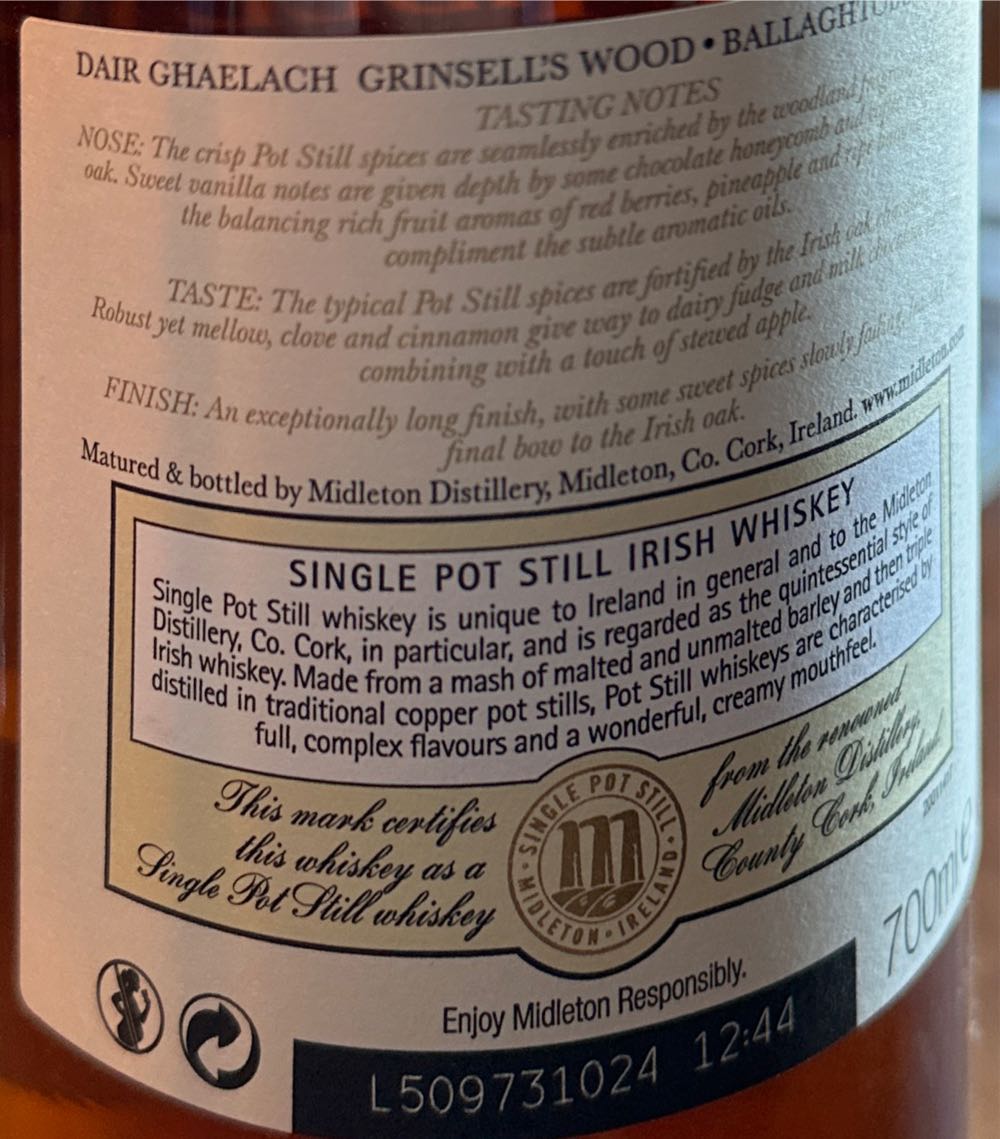 DAIR GHAELACH GRINSELL'S WOOD • BALLAGHTO
TASTING NOTES
NOSE: The crisp Pot Still spices are seamlessly enriched by the woodland
oak. Sweet vanilla notes are given depth by some chocolate honeycomb and
the balancing rich fruit aromas of red berries, pineapple and ripe
compliment the subtle aromatic oils.
TASTE: The typical Pot Still spices are fortified by the Irish oak
Robust yet mellow, clove and cinnamon give way to dairy fudge and milk
combining with a touch of stewed apple.
FINISH: An exceptionally long finish, with some sweet spices slowly fading,
final bow to the Irish oak.
Matured & bottled by Midleton Distillery, Midleton, Co. Cork, Ireland. www.midleton.com
SINGLE POT STILL IRISH WHISKEY
Single Pot Still whiskey is unique to Ireland in general and to the Midleton
Distillery, Co. Cork, in particular, and is regarded as the quintessential style of
Irish whiskey. Made from a mash of malted and unmalted barley and then triple
distilled in traditional copper pot stills, Pot Still whiskeys are characterised by
full, complex flavours and a wonderful, creamy mouthfeel.
This mark certifies
this whiskey as a
Single Pot Still whiskey
SINGLE POT STILL
MIDLETON • IRELAND
from the renowned
Midleton Distillery,
County Cork, Ireland
700ml e
Enjoy Midleton Responsibly.
L509731024 12:44